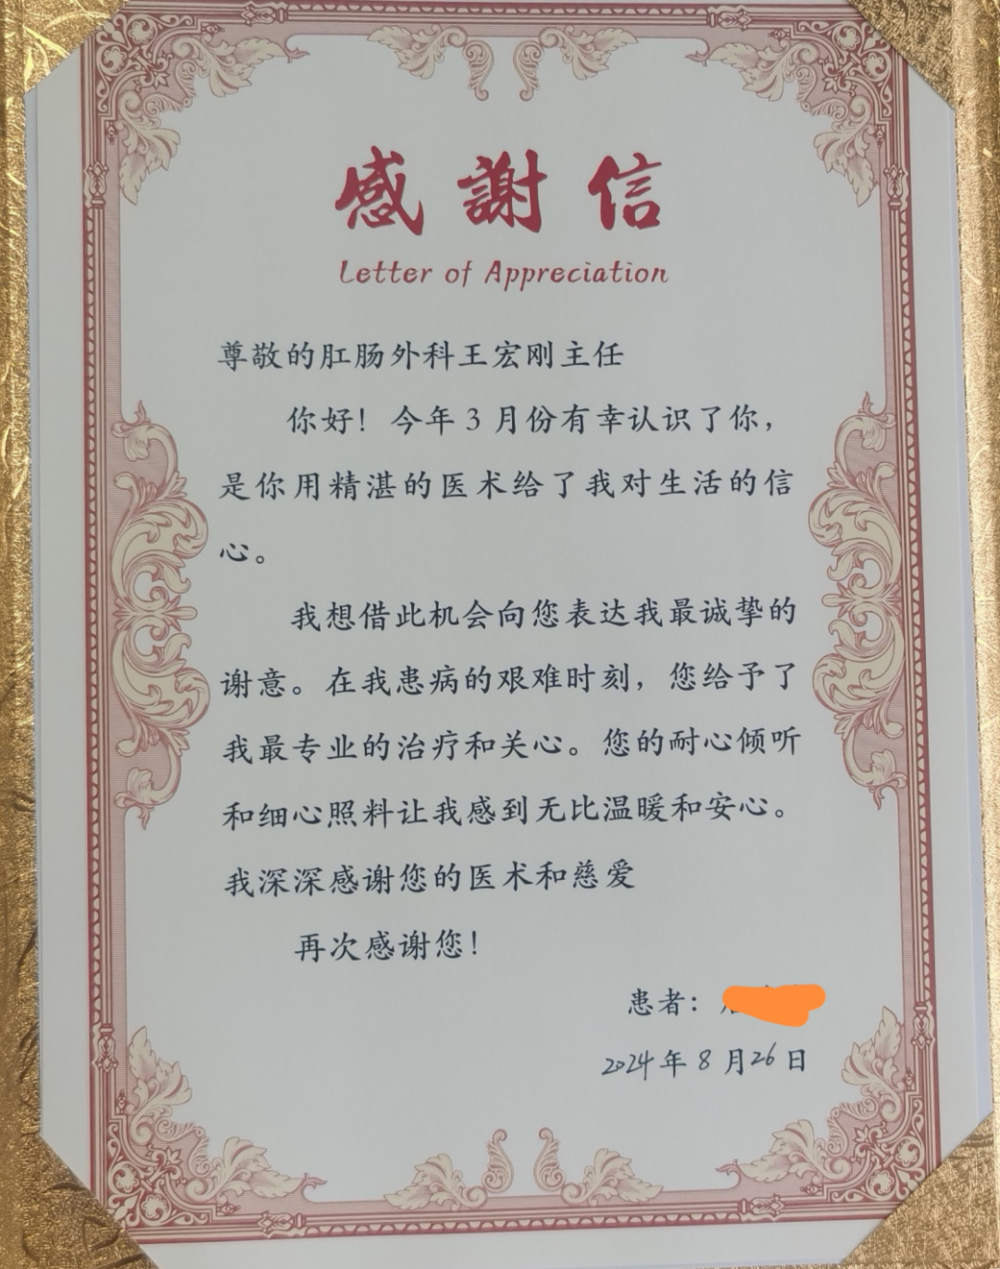 感謝信
Letter of Appreciation
尊敬的肛肠外科王宏刚主任
你好！今年3月份有幸认识了你，
是你用精湛的医术给了我对生活的信
心。
我想借此机会向您表达我最诚挚的
谢意。在我患病的艰难时刻，您给予了
我最专业的治疗和关心。您的耐心倾听
和细心照料让我感到无比温暖和安心。
我深深感谢您的医术和慈爱
再次感谢您！
患者：
2024年8月26日